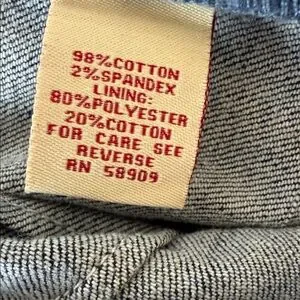 98%COTTON
2%SPANDEX
LINING:
80%POLYESTER
20%COTTON
FOR CARE SEE
REVERSE
RN 58909